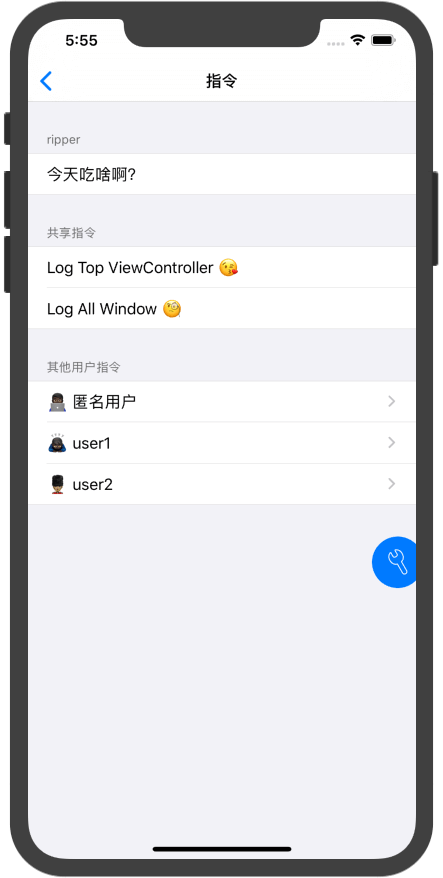 5:55
指令
ripper
今天吃啥啊?
共享指令
Log Top ViewController 😘
Log All Window 🧐
其他用户指令
👨🏿‍💻 匿名用户
🙇🏿 user1
💂🏿 user2